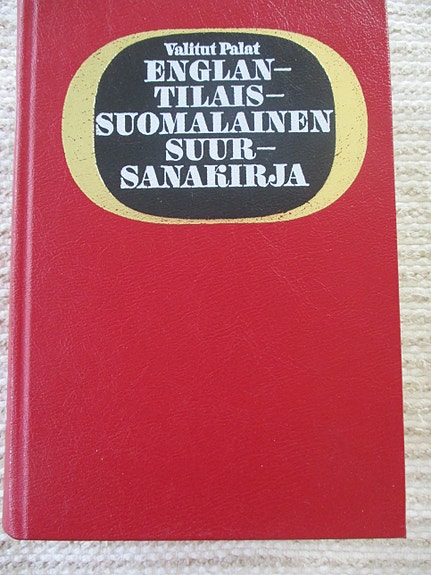 Valitut Palat
ENGLAN-
TILAIS-
SUOMALAINEN
SUUR-
SANAKIRJA